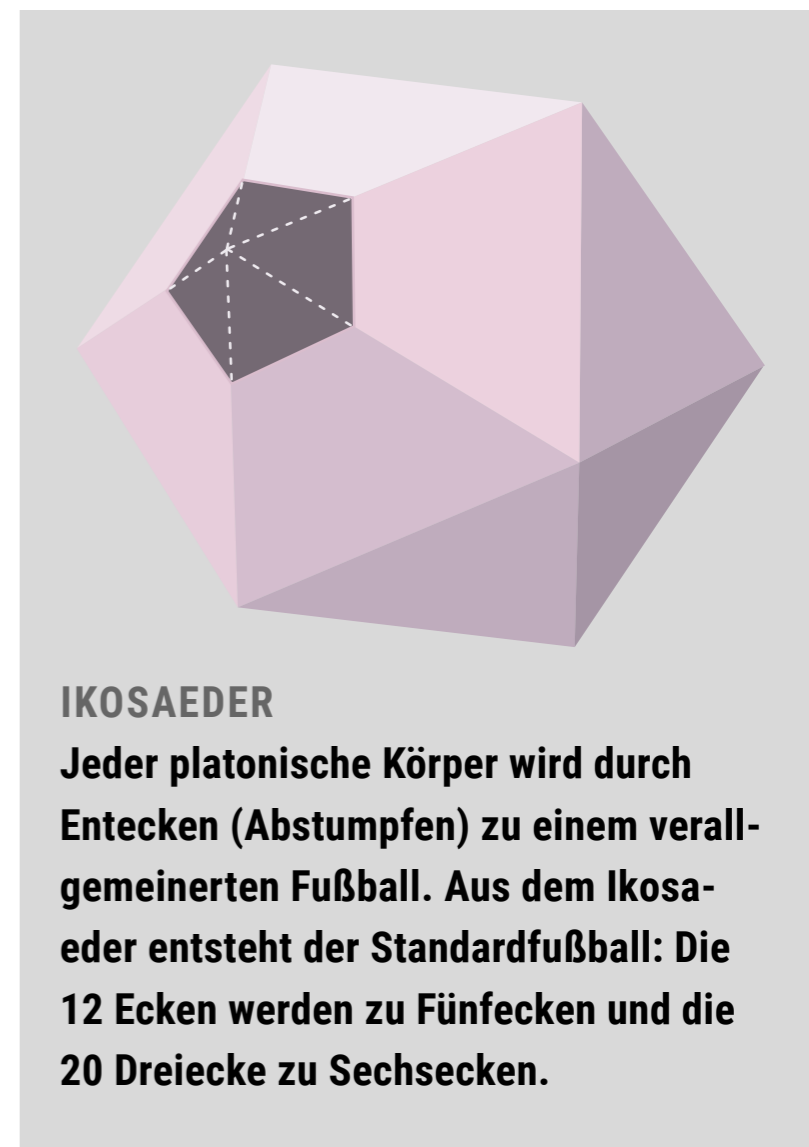 IKOSAEDER
Jeder platonische Körper wird durch
Entecken (Abstumpfen) zu einem verall-
gemeinerten Fußball. Aus dem Ikosa-
eder entsteht der Standardfußball: Die
12 Ecken werden zu Fünfecken und die
20 Dreiecke zu Sechsecken.